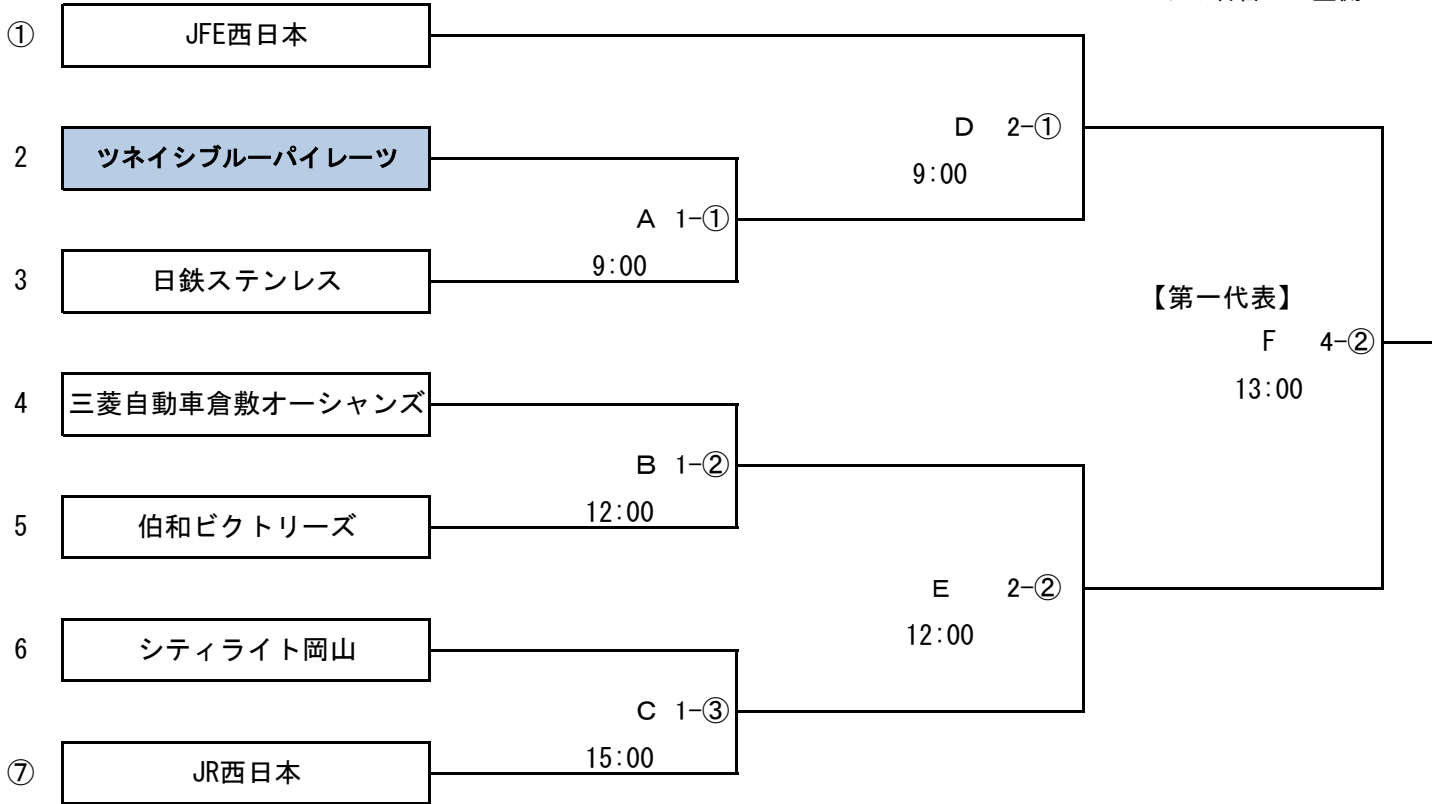 ① JFE西日本
D 2-①
2 ツネイシブルーパイレーツ
9:00
A 1-①
9:00
3 日鉄ステンレス
【第一代表】
F 4-②
13:00
4 三菱自動車倉敷オーシャンズ
B 1-②
12:00
5 伯和ビクトリーズ
E 2-②
12:00
6 シティライト岡山
C 1-③
15:00
⑦ JR西日本